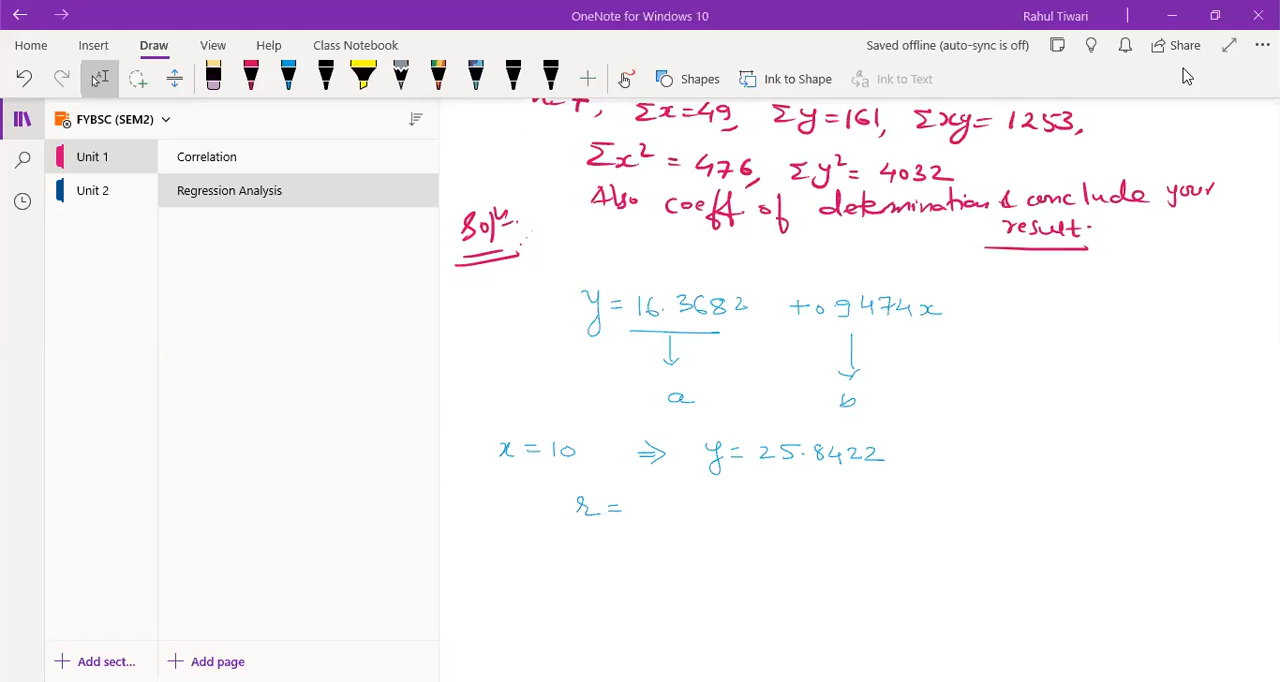 OneNote for Windows 10
Rahul Tiwari
Home Insert Draw View Help Class Notebook
Saved offline (auto-sync is off) Share
Shapes Ink to Shape Ink to Text
FYBSC (SEM2)
Unit 1 Correlation
Unit 2 Regression Analysis
Σx=49, Σy=161, Σxy= 1253,
Σx² = 476, Σy² = 4032
Also coeff of determination & conclude your
result.
Solⁿ
y = 16.3682 +0 9474x
a b
x = 10 ⇒ y = 25.8422
r =
Add sect... Add page